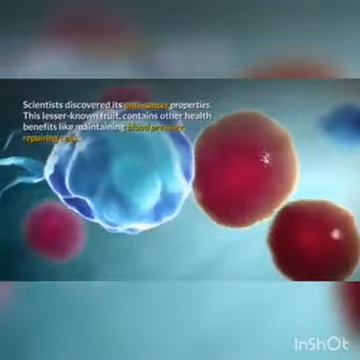 Scientists discovered its anticancer properties.
This lesser-known fruit, contains other health
benefits like maintaining blood pressure,
repairing cells.
InShOt